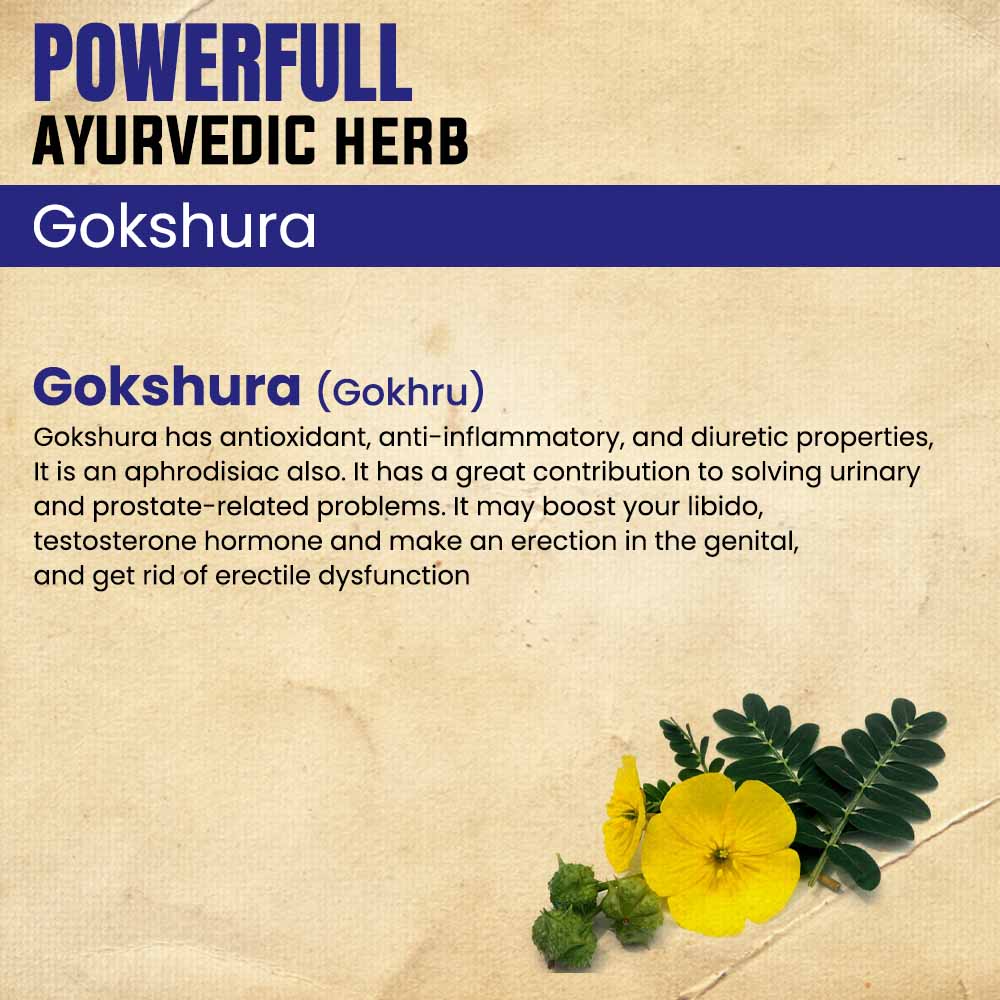 POWERFULL
AYURVEDIC HERB
Gokshura
Gokshura (Gokhru)
Gokshura has antioxidant, anti-inflammatory, and diuretic properties,
It is an aphrodisiac also. It has a great contribution to solving urinary
and prostate-related problems. It may boost your libido,
testosterone hormone and make an erection in the genital,
and get rid of erectile dysfunction